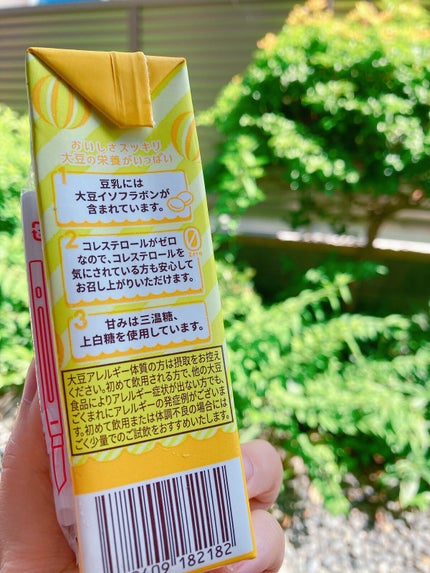 おいしさスッキリ
大豆の栄養がいっぱい
1
豆乳には
大豆イソフラボンが
含まれています。
2
コレステロールがゼロ
なので、コレステロールを
気にされている方も安心して
お召し上がりいただけます。
0
3
甘みは三温糖、
上白糖を使用しています。
大豆アレルギー体質の方は摂取をお控え
ください。初めて飲用される方で、他の大豆
食品によりアレルギー症状が出ない方でも、
ごくまれにアレルギーの発症例がございま
す。初めて飲用または体調不良の場合には
ごく少量でのご試飲をおすすめいたします。
182182